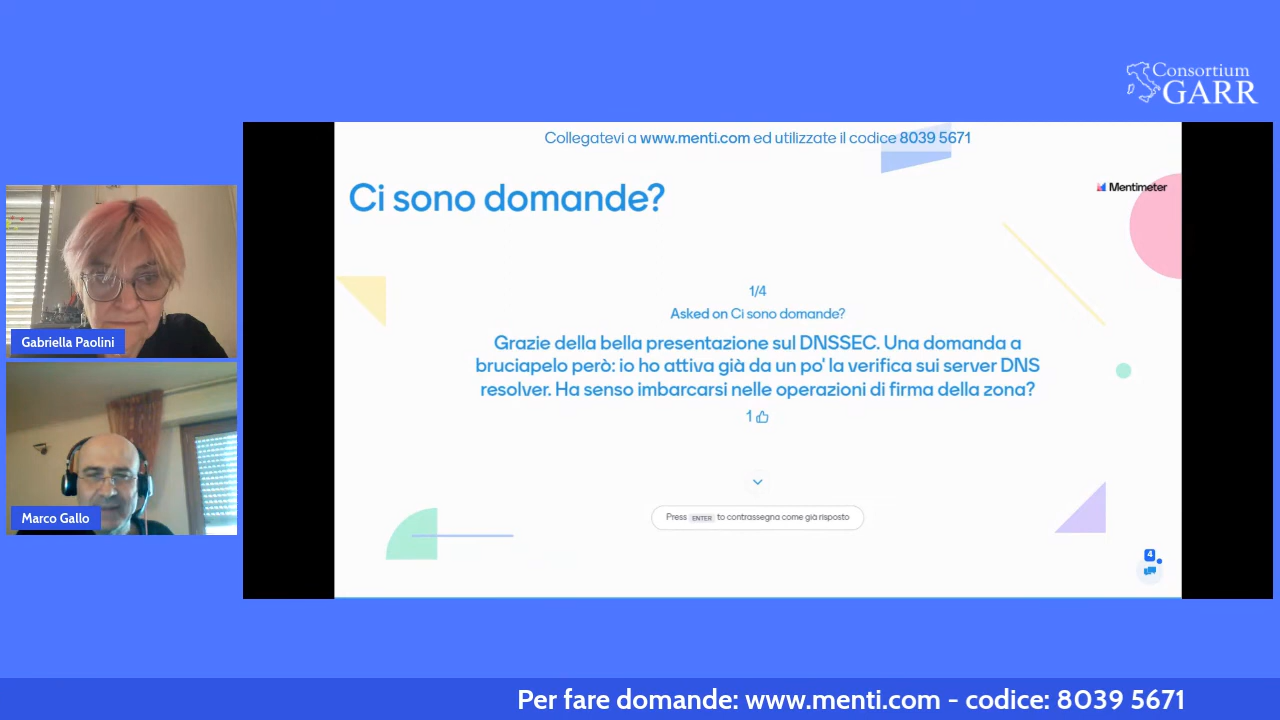 Consortium
GARR
Collegatevi a www.menti.com ed utilizzate il codice 8039 5671
Ci sono domande?
Mentimeter
1/4
Asked on Ci sono domande?
Grazie della bella presentazione sul DNSSEC. Una domanda a
bruciapelo però: io ho attiva già da un po' la verifica sui server DNS
resolver. Ha senso imbarcarsi nelle operazioni di firma della zona?
1
Press ENTER to contrassegna come già risposto
4
Gabriella Paolini
Marco Gallo
Per fare domande: www.menti.com - codice: 8039 5671